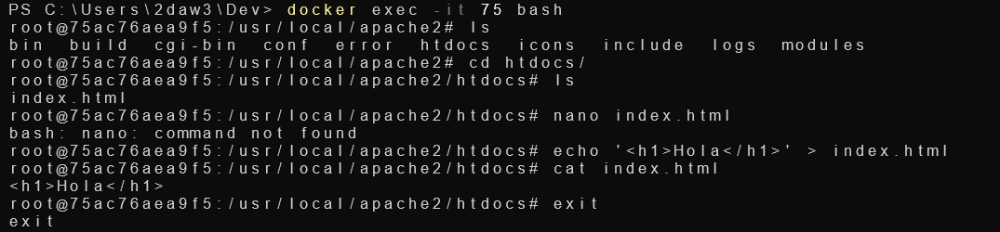 PS C:\Users\2daw3\Dev> docker exec -it 75 bash
root@75ac76aea9f5:/usr/local/apache2# ls
bin build cgi-bin conf error htdocs icons include logs modules
root@75ac76aea9f5:/usr/local/apache2# cd htdocs/
root@75ac76aea9f5:/usr/local/apache2/htdocs# ls
index.html
root@75ac76aea9f5:/usr/local/apache2/htdocs# nano index.html
bash: nano: command not found
root@75ac76aea9f5:/usr/local/apache2/htdocs# echo '<h1>Hola</h1>' > index.html
root@75ac76aea9f5:/usr/local/apache2/htdocs# cat index.html
<h1>Hola</h1>
root@75ac76aea9f5:/usr/local/apache2/htdocs# exit
exit